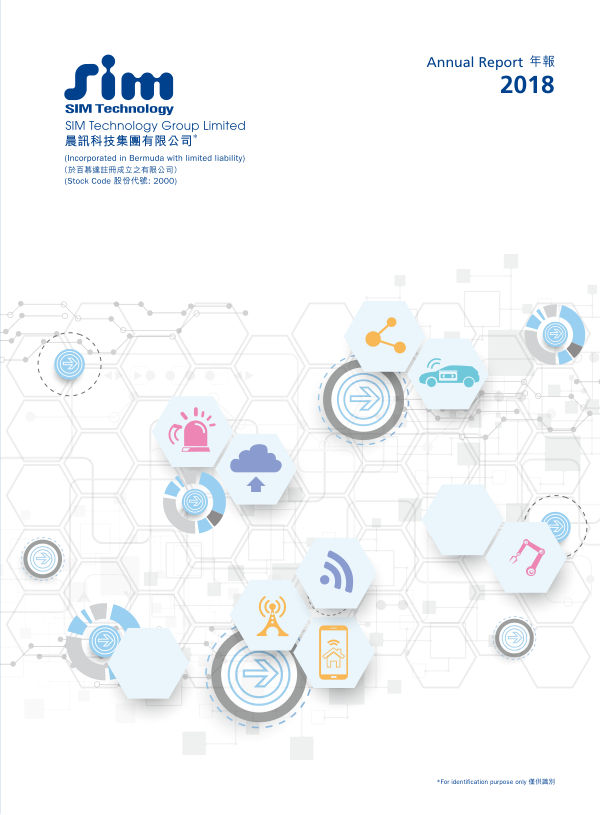 Annual Report 年報
2018
sim
SIM Technology
SIM Technology Group Limited
晨訊科技集團有限公司*
(Incorporated in Bermuda with limited liability)
(於百慕達註冊成立之有限公司)
(Stock Code 股份代號: 2000)
*For identification purpose only 僅供識別